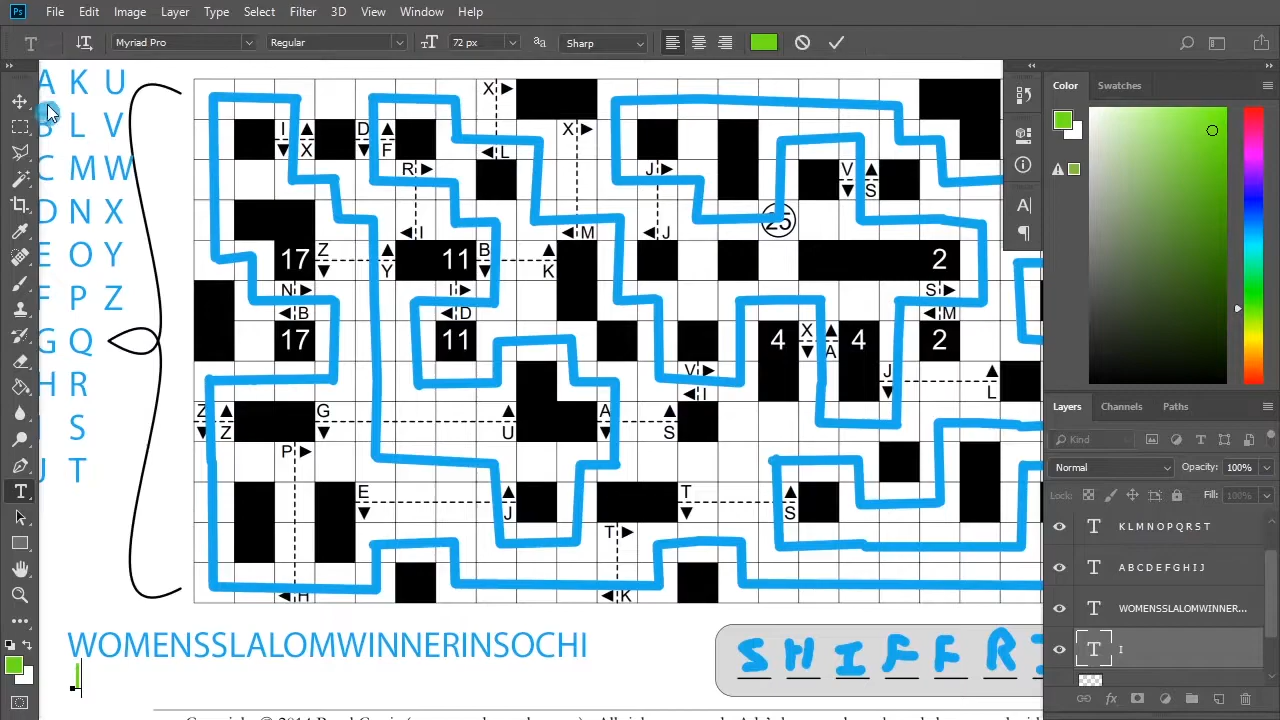 Ps File Edit Image Layer Type Select Filter 3D View Window Help
T Myriad Pro Regular 72 px Sharp
A K U
B L V
C M W
D N X
E O Y
F P Z
G Q
H R
I S
J T
X
I X D F X
L
R J V S
25
I M J
17 Z Y 11 B K 2
N I S
B D M
17 11 4 X A 4 2
V J L
I
Z Z G U A S
P
E J T S
T
H K
WOMENSSLALOMWINNERINSOCHI
SHIFFRI
I
Color Swatches
Layers Channels Paths
Kind
Normal Opacity: 100%
Lock: Fill: 100%
K L M N O P Q R S T
A B C D E F G H I J
WOMENSSLALOMWINNER...
I